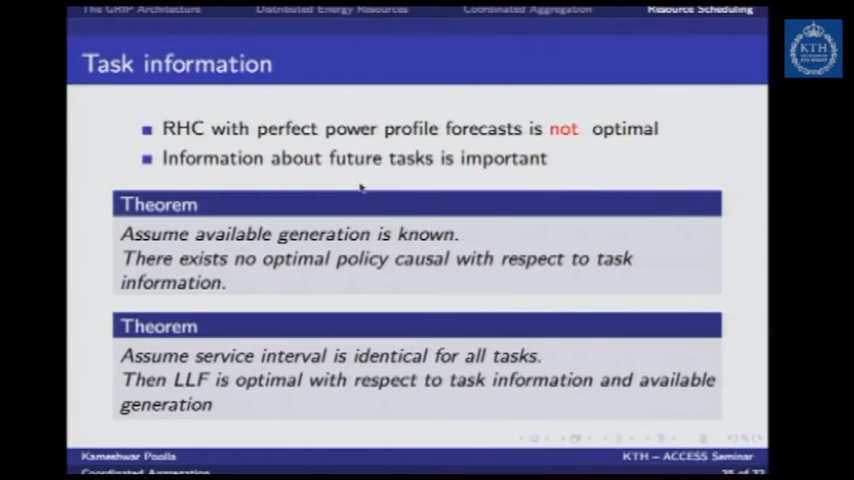 The GRIP Architecture Distributed Energy Resources Coordinated Aggregation Resource Scheduling
KTH
Task information
RHC with perfect power profile forecasts is not optimal
Information about future tasks is important
Theorem
Assume available generation is known.
There exists no optimal policy causal with respect to task
information.
Theorem
Assume service interval is identical for all tasks.
Then LLF is optimal with respect to task information and available
generation
Kameshwar Poolla KTH – ACCESS Seminar
Coordinated Aggregation